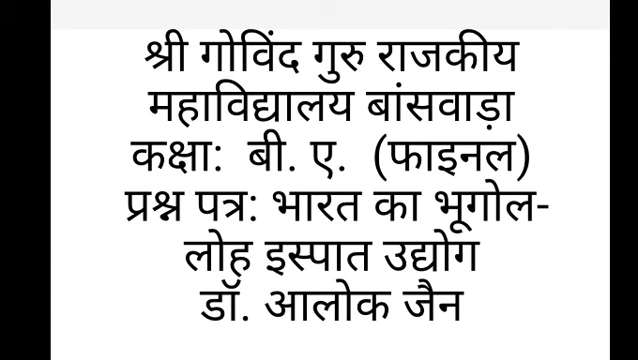 श्री गोविंद गुरु राजकीय
महाविद्यालय बांसवाड़ा
कक्षा: बी. ए. (फाइनल)
प्रश्न पत्र: भारत का भूगोल-
लोह इस्पात उद्योग
डॉ. आलोक जैन